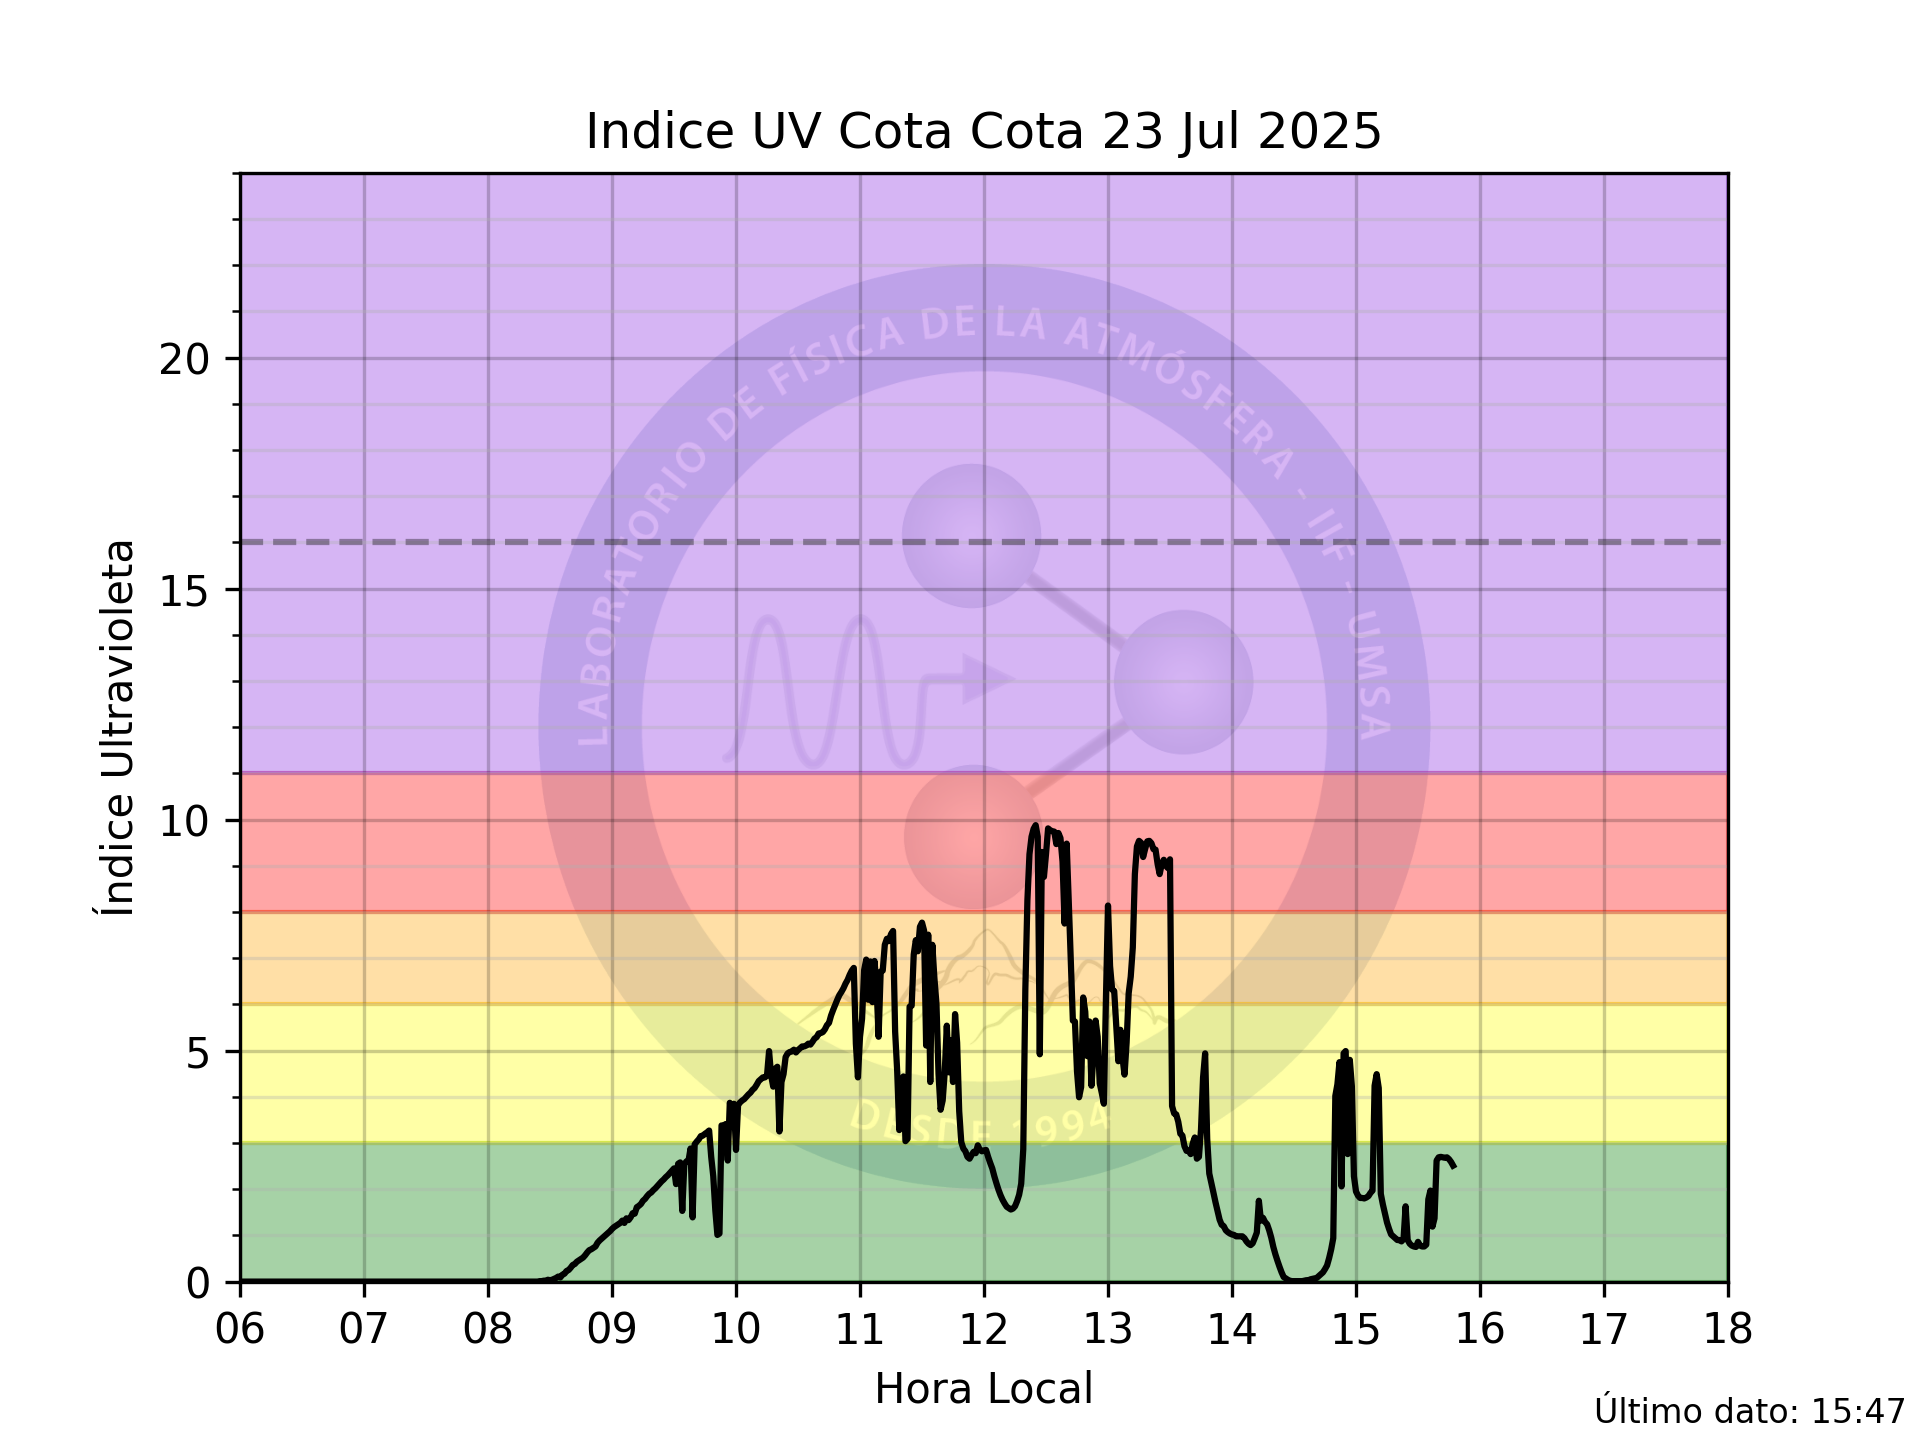 Indice UV Cota Cota 23 Jul 2025
LABORATORIO DE FÍSICA DE LA ATMÓSFERA - IIF - UMSA
DESDE 1994
Índice Ultravioleta
20
15
10
5
0
06 07 08 09 10 11 12 13 14 15 16 17 18
Hora Local
Último dato: 15:47